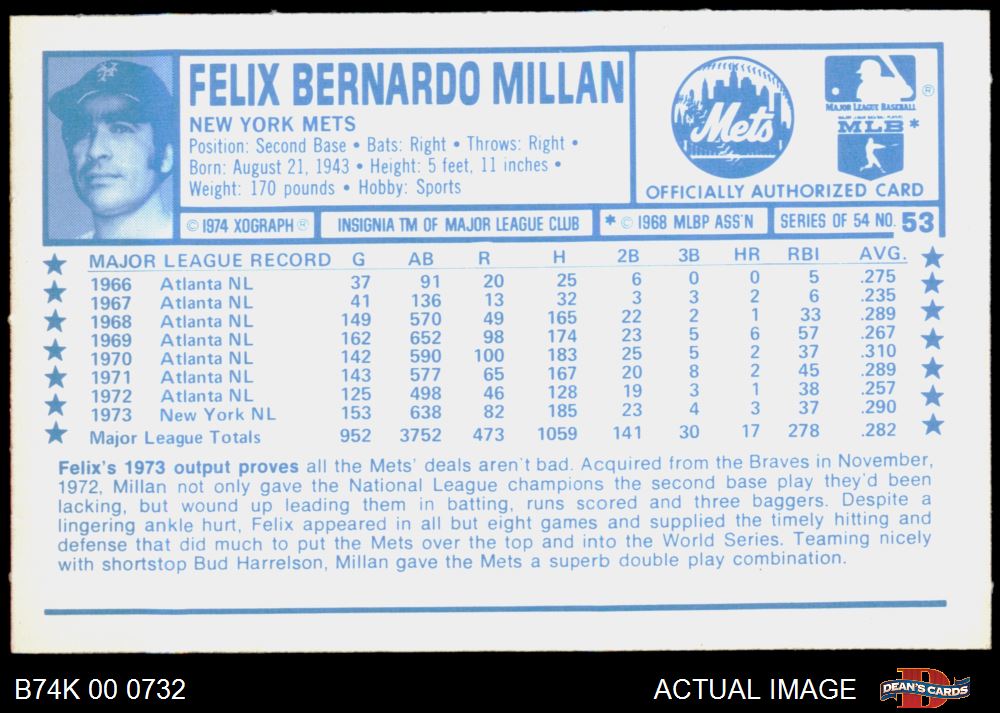 FELIX BERNARDO MILLAN
NEW YORK METS
Position: Second Base • Bats: Right • Throws: Right •
Born: August 21, 1943 • Height: 5 feet, 11 inches •
Weight: 170 pounds • Hobby: Sports
Mets
MAJOR LEAGUE BASEBALL ®
MLB *
OFFICIALLY AUTHORIZED CARD
© 1974 XOGRAPH ® INSIGNIA TM OF MAJOR LEAGUE CLUB * © 1968 MLBP ASS'N SERIES OF 54 NO. 53
MAJOR LEAGUE RECORD G AB R H 2B 3B HR RBI AVG.
1966 Atlanta NL 37 91 20 25 6 0 0 5 .275
1967 Atlanta NL 41 136 13 32 3 3 2 6 .235
1968 Atlanta NL 149 570 49 165 22 2 1 33 .289
1969 Atlanta NL 162 652 98 174 23 5 6 57 .267
1970 Atlanta NL 142 590 100 183 25 5 2 37 .310
1971 Atlanta NL 143 577 65 167 20 8 2 45 .289
1972 Atlanta NL 125 498 46 128 19 3 1 38 .257
1973 New York NL 153 638 82 185 23 4 3 37 .290
Major League Totals 952 3752 473 1059 141 30 17 278 .282
Felix's 1973 output proves all the Mets' deals aren't bad. Acquired from the Braves in November,
1972, Millan not only gave the National League champions the second base play they'd been
lacking, but wound up leading them in batting, runs scored and three baggers. Despite a
lingering ankle hurt, Felix appeared in all but eight games and supplied the timely hitting and
defense that did much to put the Mets over the top and into the World Series. Teaming nicely
with shortstop Bud Harrelson, Millan gave the Mets a superb double play combination.
B74K 00 0732
ACTUAL IMAGE
DEAN'S CARDS